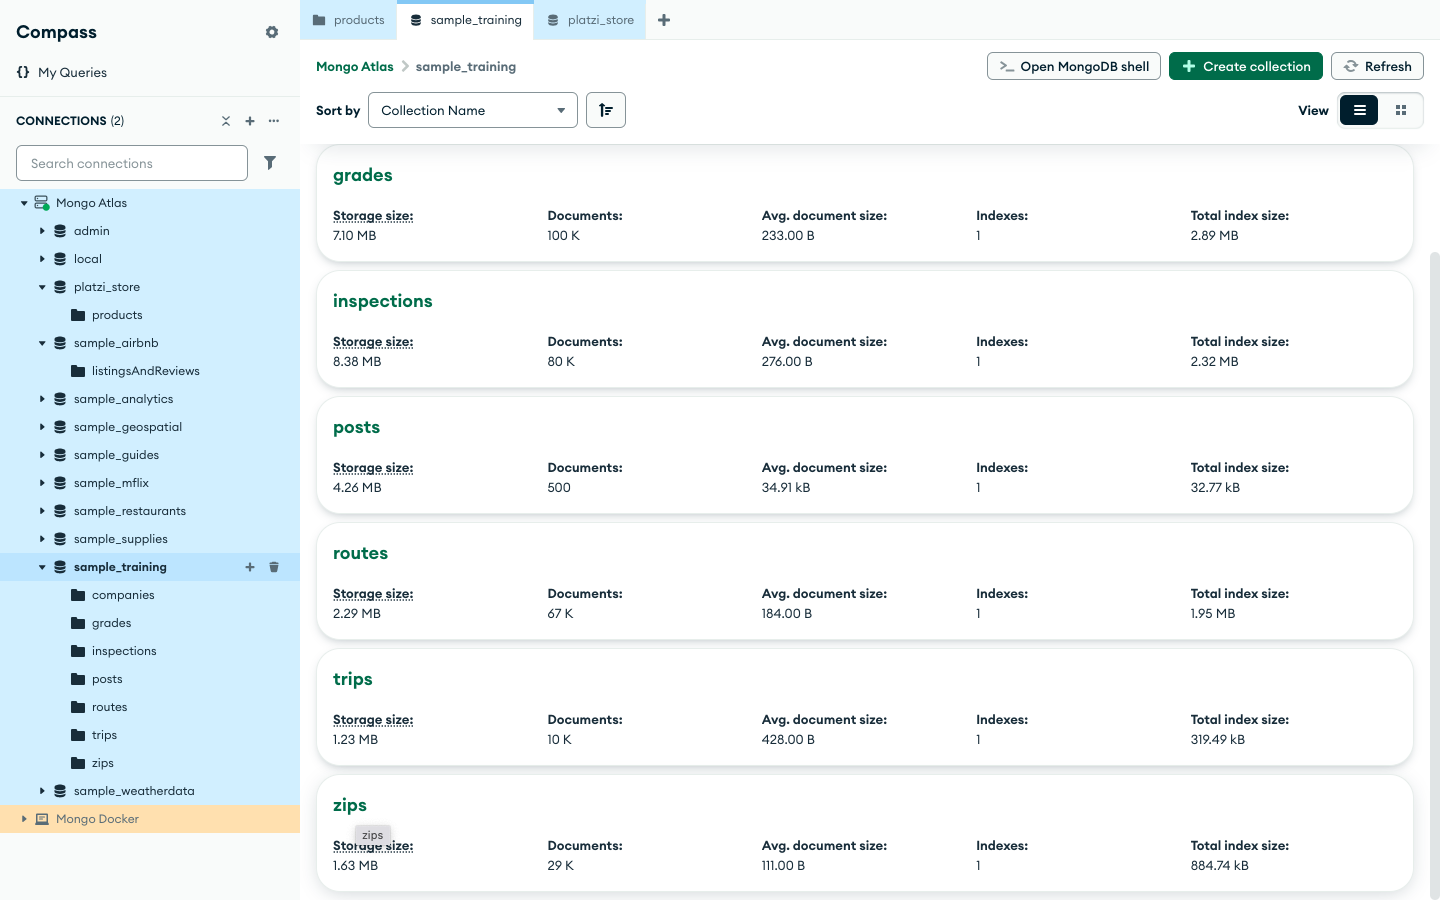 Compass
My Queries
CONNECTIONS (2)
Search connections
Mongo Atlas
admin
local
platzi_store
products
sample_airbnb
listingsAndReviews
sample_analytics
sample_geospatial
sample_guides
sample_mflix
sample_restaurants
sample_supplies
sample_training
companies
grades
inspections
posts
routes
trips
zips
sample_weatherdata
Mongo Docker
products sample_training platzi_store
Mongo Atlas sample_training
Open MongoDB shell Create collection Refresh
Sort by Collection Name View
grades
Storage size: Documents: Avg. document size: Indexes: Total index size:
7.10 MB 100 K 233.00 B 1 2.89 MB
inspections
Storage size: Documents: Avg. document size: Indexes: Total index size:
8.38 MB 80 K 276.00 B 1 2.32 MB
posts
Storage size: Documents: Avg. document size: Indexes: Total index size:
4.26 MB 500 34.91 kB 1 32.77 kB
routes
Storage size: Documents: Avg. document size: Indexes: Total index size:
2.29 MB 67 K 184.00 B 1 1.95 MB
trips
Storage size: Documents: Avg. document size: Indexes: Total index size:
1.23 MB 10 K 428.00 B 1 319.49 kB
zips
zips
Storage size: Documents: Avg. document size: Indexes: Total index size:
1.63 MB 29 K 111.00 B 1 884.74 kB